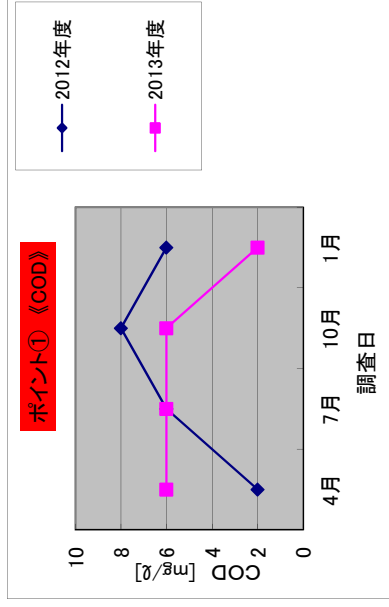 ポイント① 《COD》
COD [mg/ℓ]
10
8
6
4
2
0
4月 7月 10月 1月
調査日
2012年度
2013年度